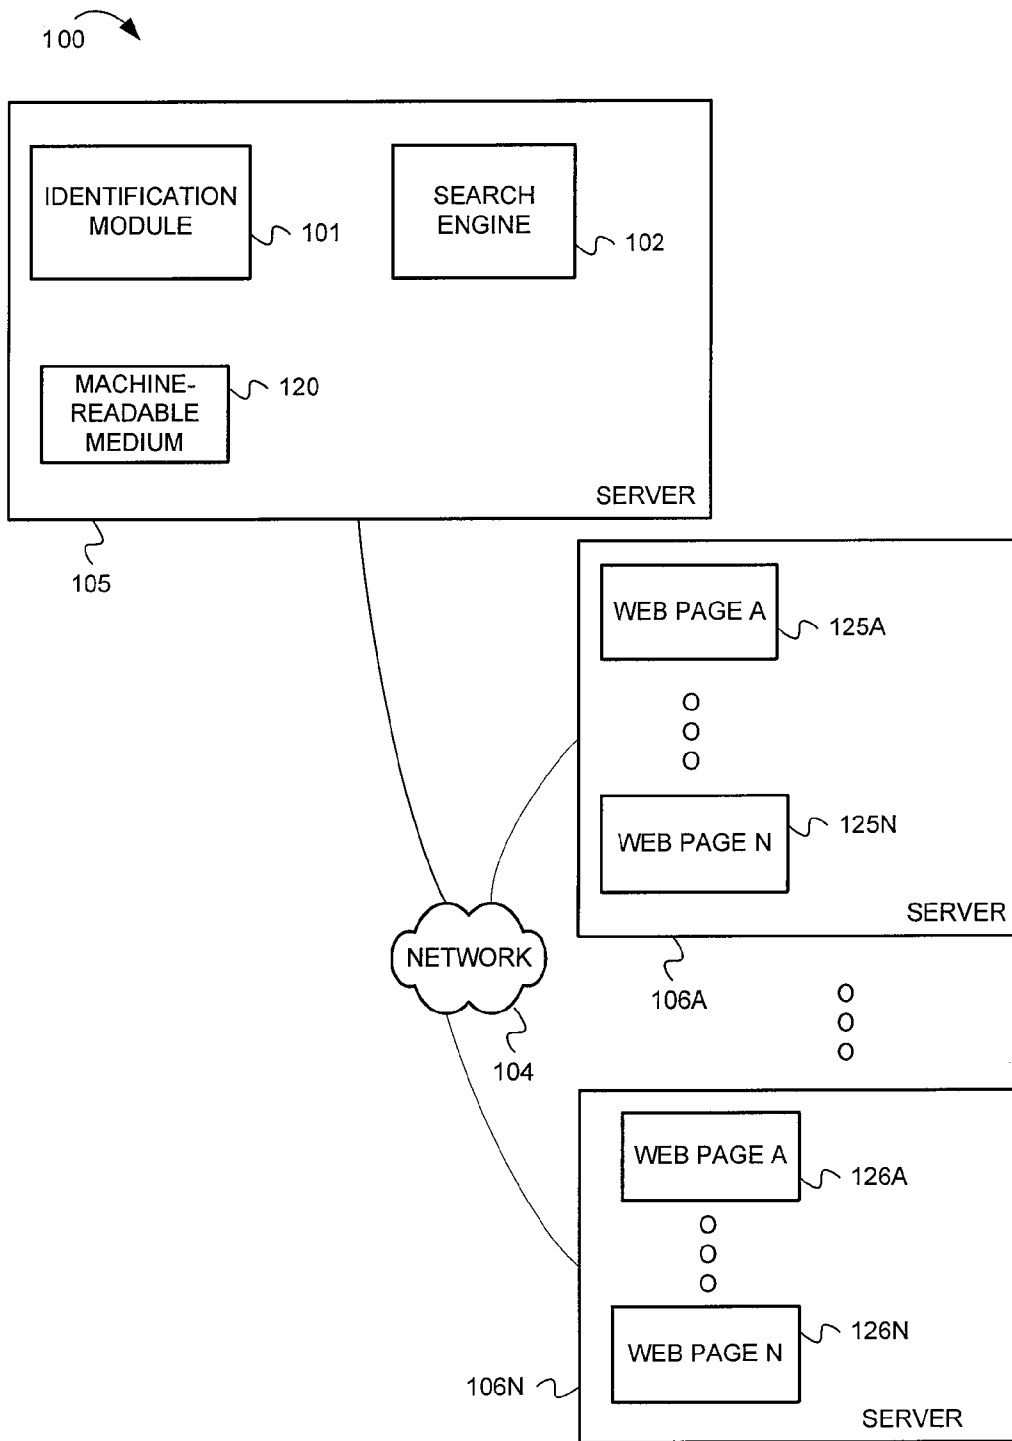 100
IDENTIFICATION
MODULE
101
SEARCH
ENGINE
102
MACHINE-
READABLE
MEDIUM
120
SERVER
105
WEB PAGE A
125A
O
O
O
WEB PAGE N
125N
SERVER
106A
NETWORK
104
O
O
O
WEB PAGE A
126A
O
O
O
WEB PAGE N
126N
106N
SERVER